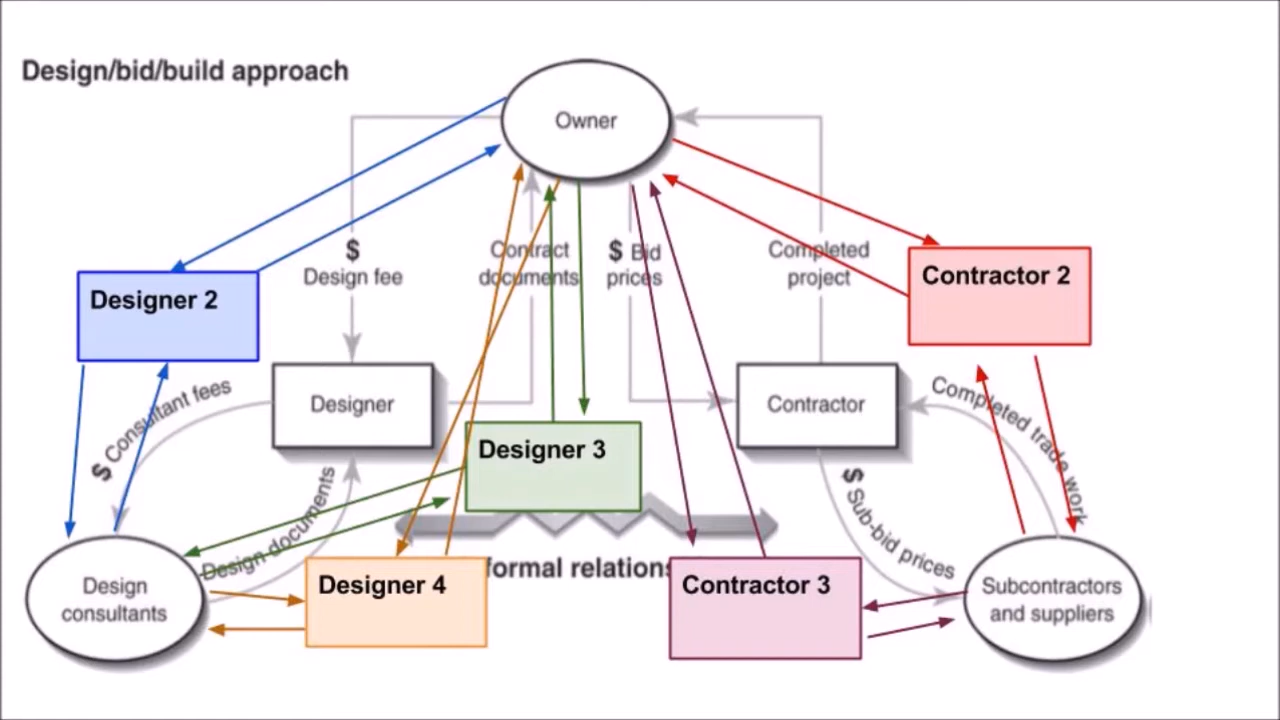 Design/bid/build approach
Owner
$
Design fee
Contract
documents
$ Bid
prices
Completed
project
Designer 2
Contractor 2
Designer
Contractor
$ Consultant fees
Completed trade work
Designer 3
Design documents
$ Sub-bid prices
formal relations
Designer 4
Contractor 3
Design
consultants
Subcontractors
and suppliers